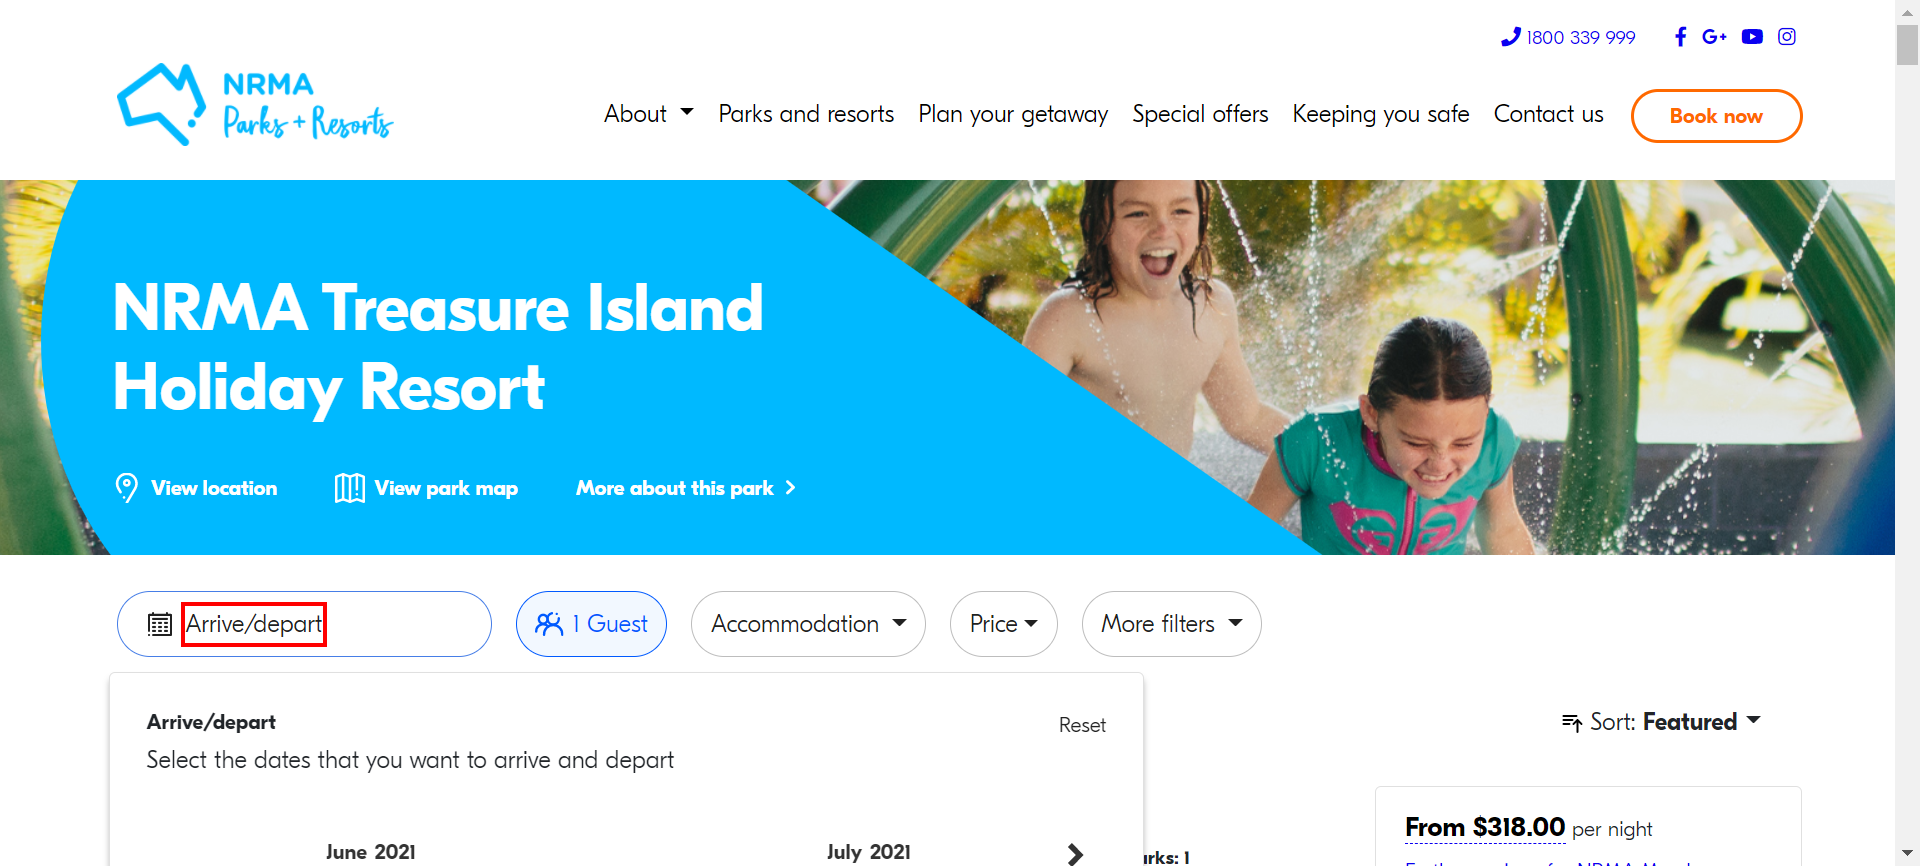 1800 339 999
NRMA
Parks + Resorts
About
Parks and resorts
Plan your getaway
Special offers
Keeping you safe
Contact us
Book now
NRMA Treasure Island
Holiday Resort
View location
View park map
More about this park
Arrive/depart
1 Guest
Accommodation
Price
More filters
Arrive/depart
Reset
Select the dates that you want to arrive and depart
Sort: Featured
From $318.00 per night
June 2021
July 2021